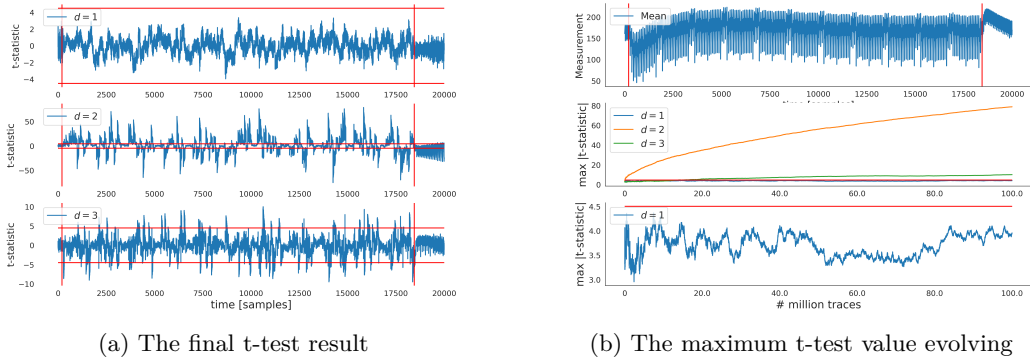 d = 1
t-statistic
4
2
0
−2
−4
0 2500 5000 7500 10000 12500 15000 17500 20000
d = 2
t-statistic
50
0
−50
0 2500 5000 7500 10000 12500 15000 17500 20000
d = 3
t-statistic
10
5
0
−5
−10
0 2500 5000 7500 10000 12500 15000 17500 20000
time [samples]
(a) The final t-test result
Mean
Measurement
200
150
100
50
0 2500 5000 7500 10000 12500 15000 17500 20000
time [samples]
d = 1
d = 2
d = 3
max |t-statistic|
80
60
40
20
0
0 20.0 40.0 60.0 80.0 100.0
d = 1
max |t-statistic|
4.5
4.0
3.5
3.0
0 20.0 40.0 60.0 80.0 100.0
# million traces
(b) The maximum t-test value evolving